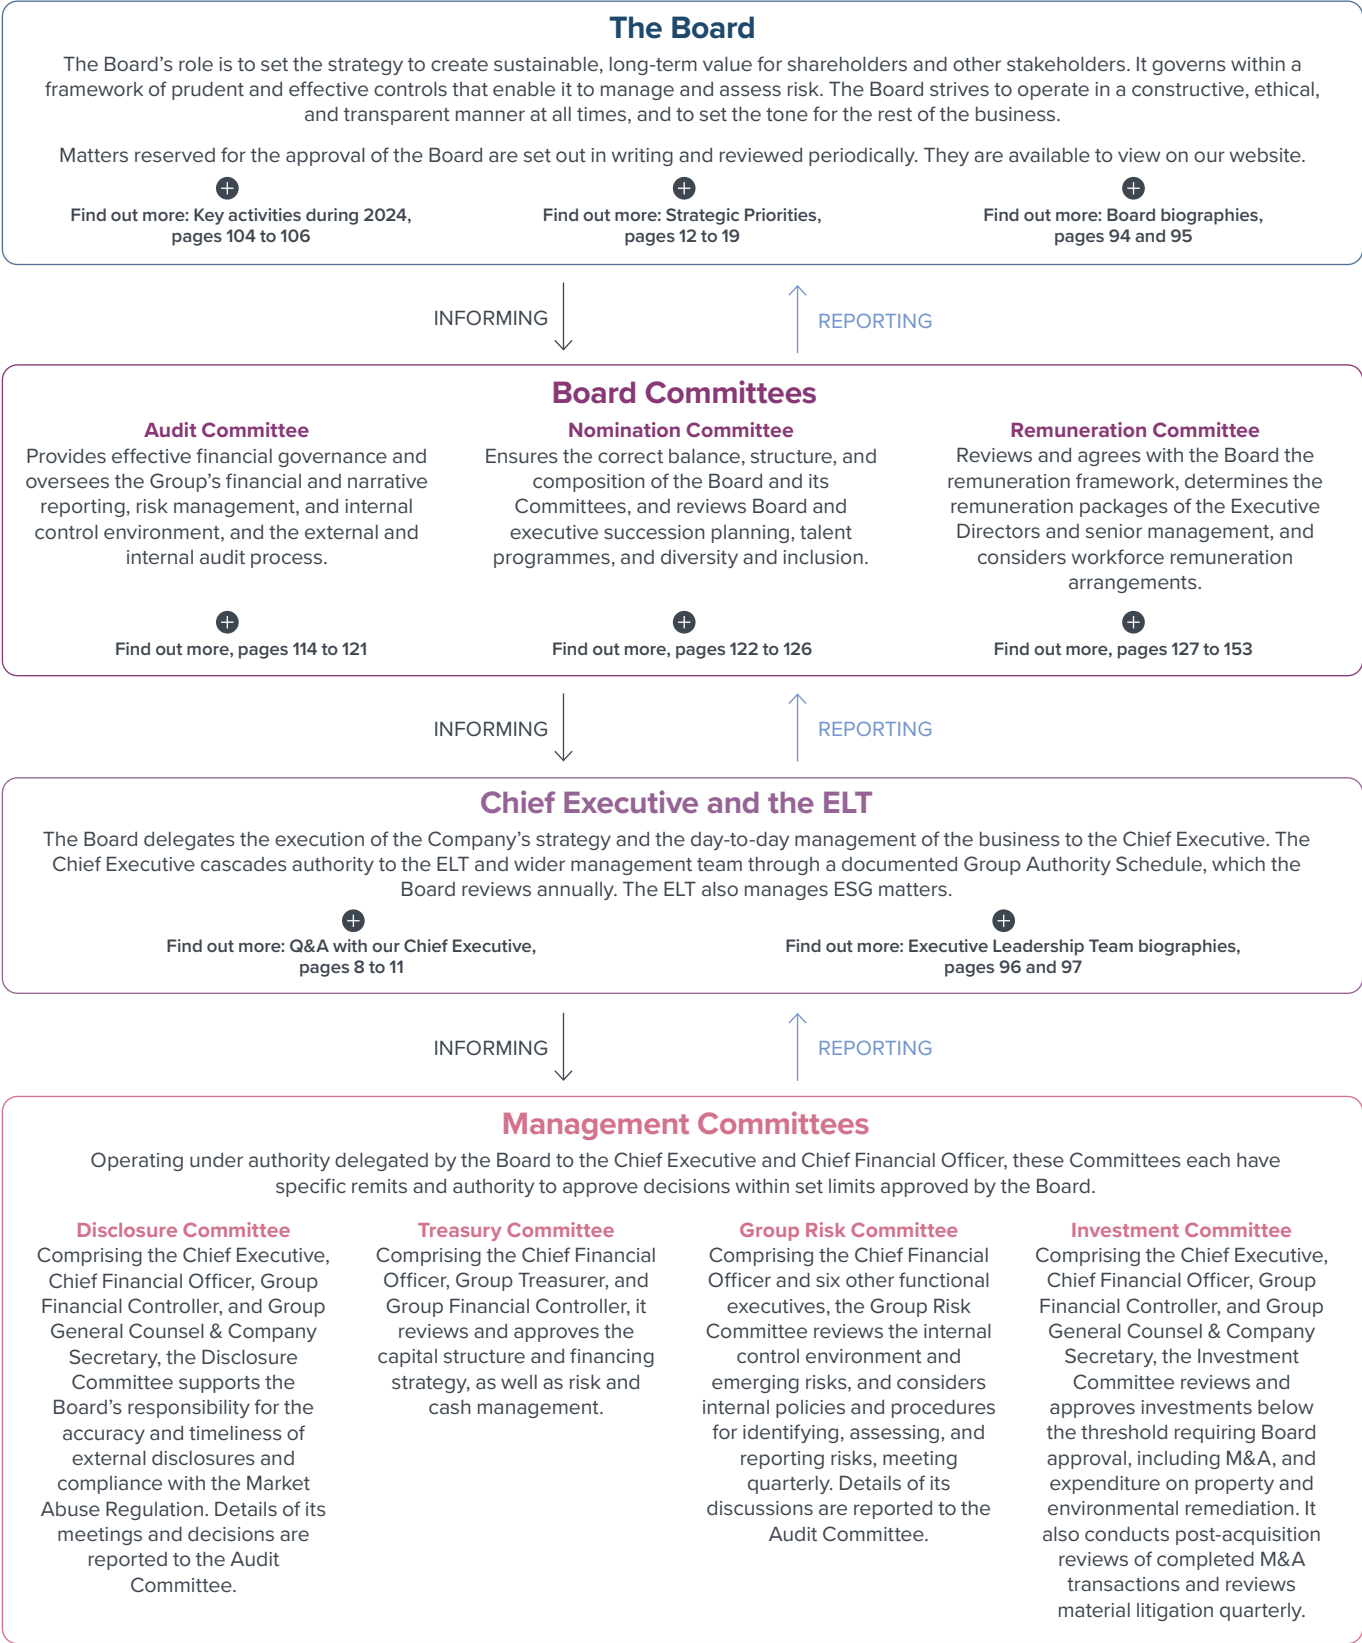 The Board
The Board's role is to set the strategy to create sustainable, long-term value for shareholders and other stakeholders. It governs within a
framework of prudent and effective controls that enable it to manage and assess risk. The Board strives to operate in a constructive, ethical,
and transparent manner at all times, and to set the tone for the rest of the business.
Matters reserved for the approval of the Board are set out in writing and reviewed periodically. They are available to view on our website.
Find out more: Key activities during 2024,
pages 104 to 106
Find out more: Strategic Priorities,
pages 12 to 19
Find out more: Board biographies,
pages 94 and 95
INFORMING
REPORTING
Board Committees
Audit Committee
Provides effective financial governance and
oversees the Group's financial and narrative
reporting, risk management, and internal
control environment, and the external and
internal audit process.
Find out more, pages 114 to 121
Nomination Committee
Ensures the correct balance, structure, and
composition of the Board and its
Committees, and reviews Board and
executive succession planning, talent
programmes, and diversity and inclusion.
Find out more, pages 122 to 126
Remuneration Committee
Reviews and agrees with the Board the
remuneration framework, determines the
remuneration packages of the Executive
Directors and senior management, and
considers workforce remuneration
arrangements.
Find out more, pages 127 to 153
INFORMING
REPORTING
Chief Executive and the ELT
The Board delegates the execution of the Company's strategy and the day-to-day management of the business to the Chief Executive. The
Chief Executive cascades authority to the ELT and wider management team through a documented Group Authority Schedule, which the
Board reviews annually. The ELT also manages ESG matters.
Find out more: Q&A with our Chief Executive,
pages 8 to 11
Find out more: Executive Leadership Team biographies,
pages 96 and 97
INFORMING
REPORTING
Management Committees
Operating under authority delegated by the Board to the Chief Executive and Chief Financial Officer, these Committees each have
specific remits and authority to approve decisions within set limits approved by the Board.
Disclosure Committee
Comprising the Chief Executive,
Chief Financial Officer, Group
Financial Controller, and Group
General Counsel & Company
Secretary, the Disclosure
Committee supports the
Board's responsibility for the
accuracy and timeliness of
external disclosures and
compliance with the Market
Abuse Regulation. Details of its
meetings and decisions are
reported to the Audit
Committee.
Treasury Committee
Comprising the Chief Financial
Officer, Group Treasurer, and
Group Financial Controller, it
reviews and approves the
capital structure and financing
strategy, as well as risk and
cash management.
Group Risk Committee
Comprising the Chief Financial
Officer and six other functional
executives, the Group Risk
Committee reviews the internal
control environment and
emerging risks, and considers
internal policies and procedures
for identifying, assessing, and
reporting risks, meeting
quarterly. Details of its
discussions are reported to the
Audit Committee.
Investment Committee
Comprising the Chief Executive,
Chief Financial Officer, Group
Financial Controller, and Group
General Counsel & Company
Secretary, the Investment
Committee reviews and
approves investments below
the threshold requiring Board
approval, including M&A, and
expenditure on property and
environmental remediation. It
also conducts post-acquisition
reviews of completed M&A
transactions and reviews
material litigation quarterly.